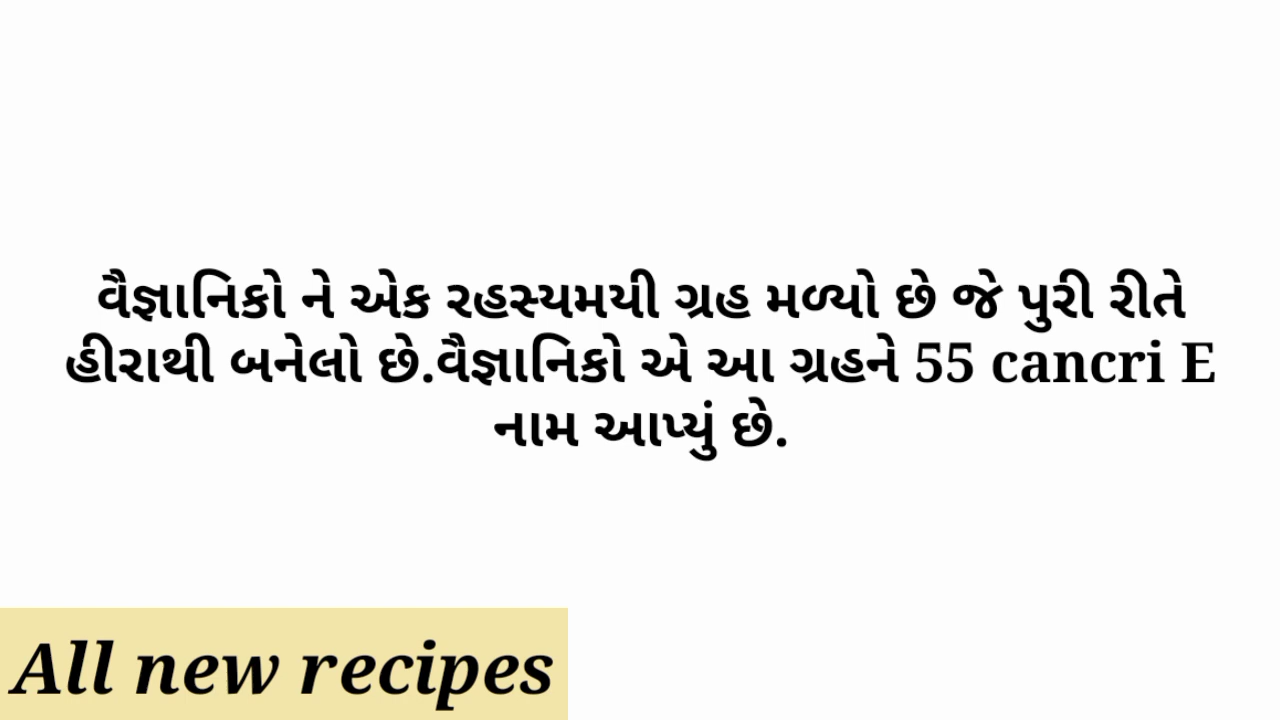 વૈજ્ઞાનિકો ને એક રહસ્યમયી ગ્રહ મળ્યો છે જે પુરી રીતે
હીરાથી બનેલો છે.વૈજ્ઞાનિકો એ આ ગ્રહને 55 cancri E
નામ આપ્યું છે.
All new recipes